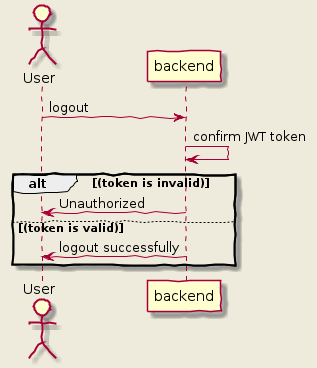 User
backend
logout
confirm JWT token
alt [(token is invalid)]
Unauthorized
[(token is valid)]
logout successfully
User
backend